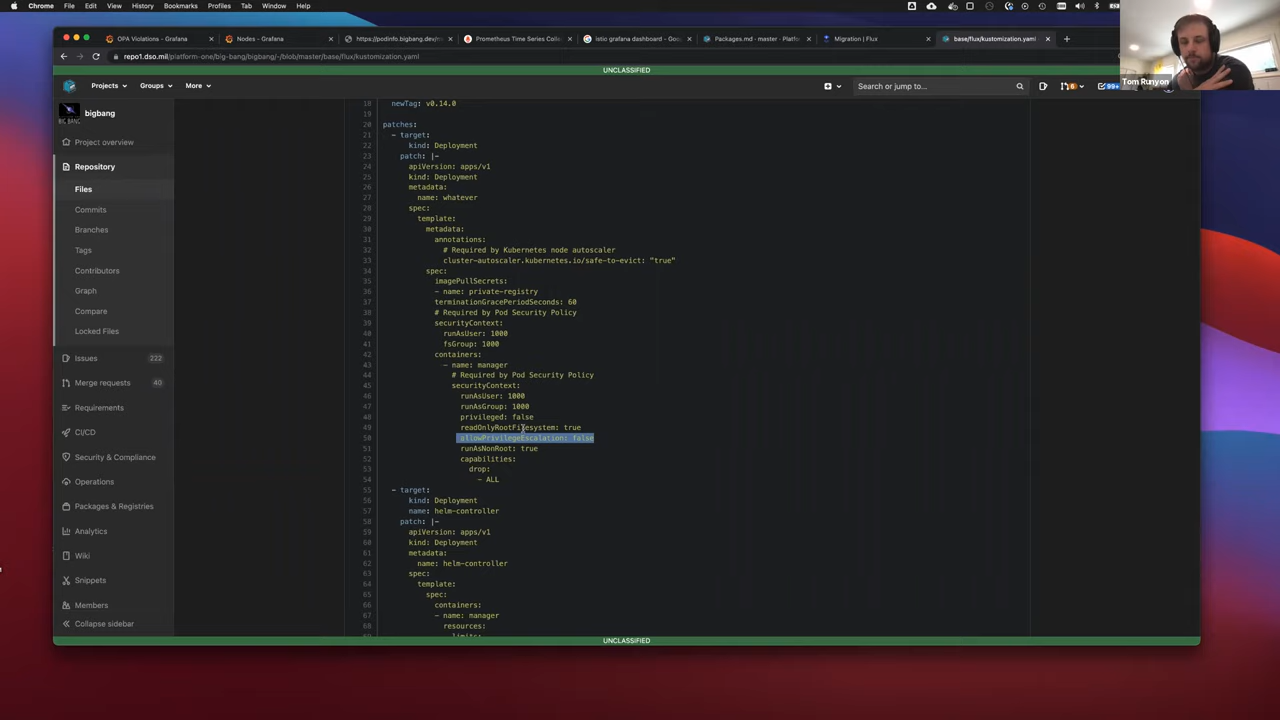 Chrome File Edit View History Bookmarks Profiles Tab Window Help
OPA Violations - Grafana
Nodes - Grafana
https://podinfo.bigbang.dev/m
Prometheus Time Series Colle
istio grafana dashboard - Goo
Packages.md · master · Platfo
Migration | Flux
base/flux/kustomization.yaml
repo1.dso.mil/platform-one/big-bang/bigbang/-/blob/master/base/flux/kustomization.yaml
UNCLASSIFIED
Tom Runyon
Projects
Groups
More
Search or jump to...
6
99+
BIG BANG
bigbang
Project overview
Repository
Files
Commits
Branches
Tags
Contributors
Graph
Compare
Locked Files
Issues 222
Merge requests 40
Requirements
CI/CD
Security & Compliance
Operations
Packages & Registries
Analytics
Wiki
Snippets
Members
Collapse sidebar
18 newTag: v0.14.0
19
20 patches:
21 - target:
22 kind: Deployment
23 patch: |-
24 apiVersion: apps/v1
25 kind: Deployment
26 metadata:
27 name: whatever
28 spec:
29 template:
30 metadata:
31 annotations:
32 # Required by Kubernetes node autoscaler
33 cluster-autoscaler.kubernetes.io/safe-to-evict: "true"
34 spec:
35 imagePullSecrets:
36 - name: private-registry
37 terminationGracePeriodSeconds: 60
38 # Required by Pod Security Policy
39 securityContext:
40 runAsUser: 1000
41 fsGroup: 1000
42 containers:
43 - name: manager
44 # Required by Pod Security Policy
45 securityContext:
46 runAsUser: 1000
47 runAsGroup: 1000
48 privileged: false
49 readOnlyRootFilesystem: true
50 allowPrivilegeEscalation: false
51 runAsNonRoot: true
52 capabilities:
53 drop:
54 - ALL
55 - target:
56 kind: Deployment
57 name: helm-controller
58 patch: |-
59 apiVersion: apps/v1
60 kind: Deployment
61 metadata:
62 name: helm-controller
63 spec:
64 template:
65 spec:
66 containers:
67 - name: manager
68 resources:
69 limits:
UNCLASSIFIED